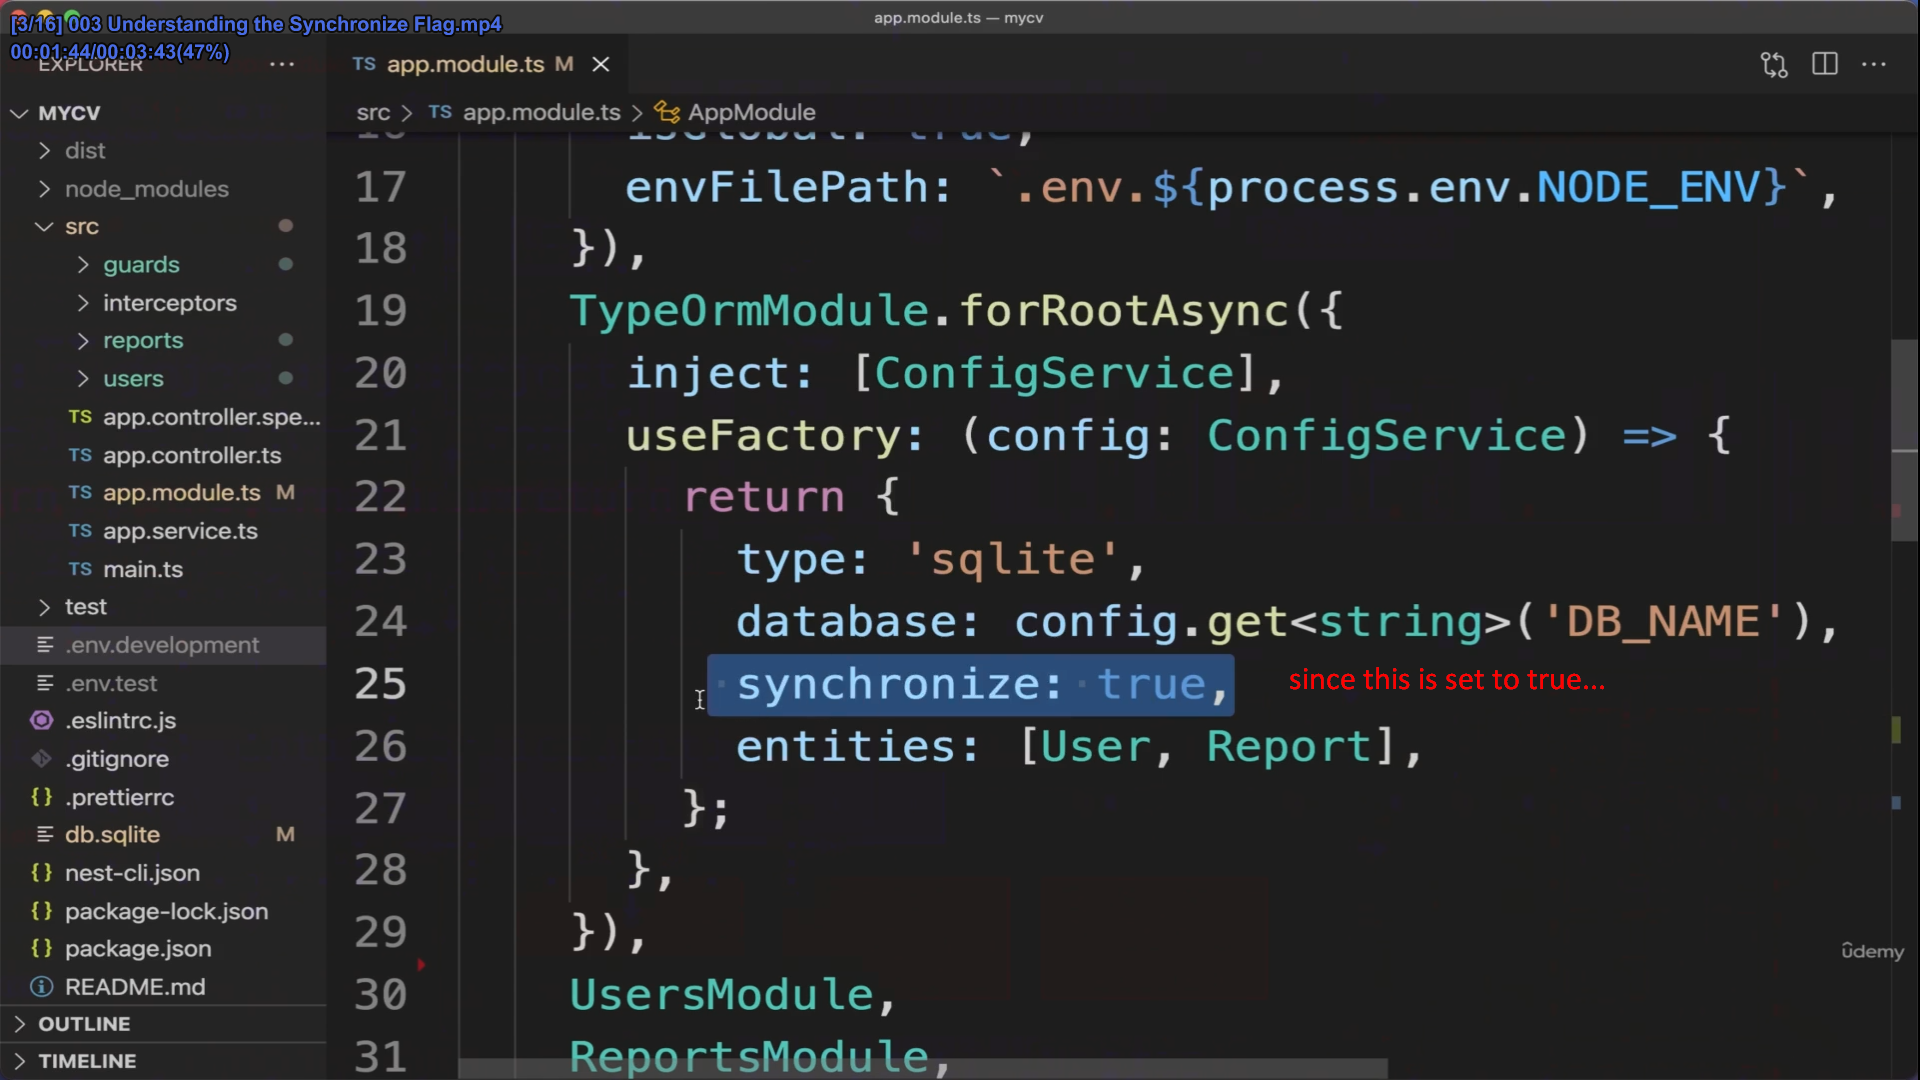 [3/16] 003 Understanding the Synchronize Flag.mp4
00:01:44/00:03:43(47%)
app.module.ts — mycv
EXPLORER
···
TS app.module.ts M
src > TS app.module.ts > AppModule
MYCV
dist
node_modules
src
guards
interceptors
reports
users
TS app.controller.spe...
TS app.controller.ts
TS app.module.ts M
TS app.service.ts
TS main.ts
test
.env.development
.env.test
.eslintrc.js
.gitignore
{} .prettierrc
db.sqlite M
{} nest-cli.json
{} package-lock.json
{} package.json
README.md
OUTLINE
TIMELINE
16 isGlobal: true,
17 envFilePath: `.env.${process.env.NODE_ENV}`,
18 }),
19 TypeOrmModule.forRootAsync({
20 inject: [ConfigService],
21 useFactory: (config: ConfigService) => {
22 return {
23 type: 'sqlite',
24 database: config.get<string>('DB_NAME'),
25 synchronize: true,
since this is set to true...
26 entities: [User, Report],
27 };
28 },
29 }),
30 UsersModule,
31 ReportsModule,
ûdemy